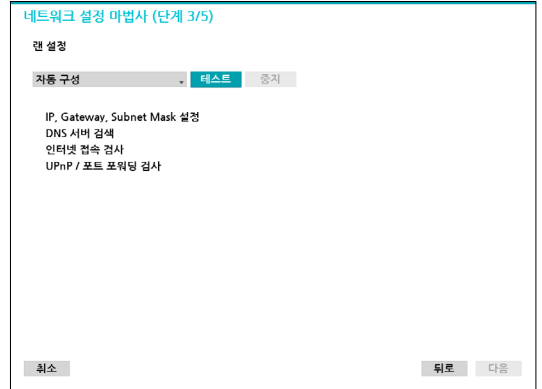 네트워크 설정 마법사 (단계 3/5)
랜 설정
자동 구성 테스트 중지
IP, Gateway, Subnet Mask 설정
DNS 서버 검색
인터넷 접속 검사
UPnP / 포트 포워딩 검사
취소 뒤로 다음